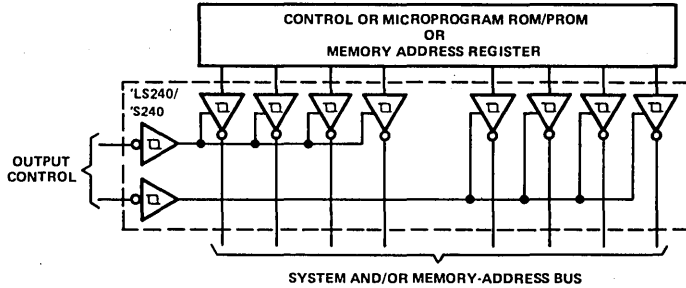 CONTROL OR MICROPROGRAM ROM/PROM
OR
MEMORY ADDRESS REGISTER
'LS240/
'S240
OUTPUT
CONTROL
SYSTEM AND/OR MEMORY-ADDRESS BUS